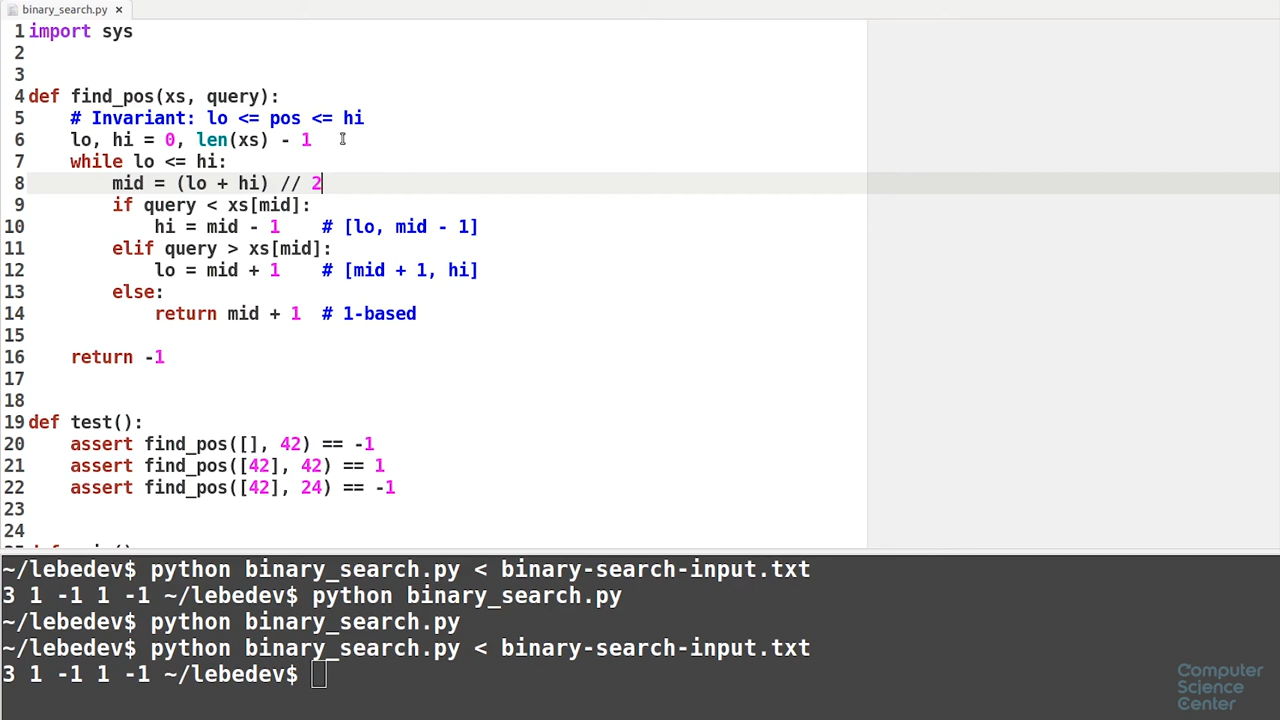 binary_search.py ×
1 import sys
2
3
4 def find_pos(xs, query):
5     # Invariant: lo <= pos <= hi
6     lo, hi = 0, len(xs) - 1
7     while lo <= hi:
8         mid = (lo + hi) // 2
9         if query < xs[mid]:
10             hi = mid - 1    # [lo, mid - 1]
11         elif query > xs[mid]:
12             lo = mid + 1    # [mid + 1, hi]
13         else:
14             return mid + 1  # 1-based
15
16     return -1
17
18
19 def test():
20     assert find_pos([], 42) == -1
21     assert find_pos([42], 42) == 1
22     assert find_pos([42], 24) == -1
23
24
~/lebedev$ python binary_search.py < binary-search-input.txt
3 1 -1 1 -1 ~/lebedev$ python binary_search.py
~/lebedev$ python binary_search.py
~/lebedev$ python binary_search.py < binary-search-input.txt
3 1 -1 1 -1 ~/lebedev$
Computer
Science
Center